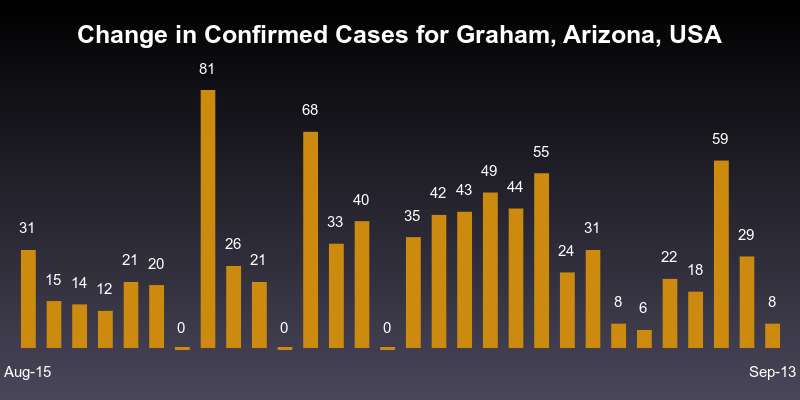 Change in Confirmed Cases for Graham, Arizona, USA
31 15 14 12 21 20 0 81 26 21 0 68 33 40 0 35 42 43 49 44 55 24 31 8 6 22 18 59 29 8
Aug-15 Sep-13